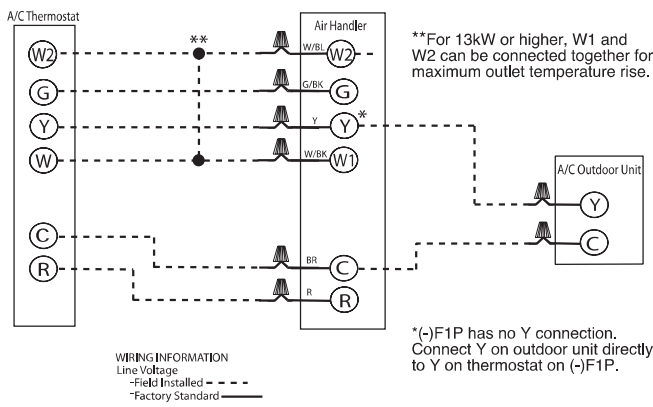 A/C Thermostat
Air Handler
**
W2
W/BL
W2
**For 13kW or higher, W1 and
W2 can be connected together for
maximum outlet temperature rise.
G
G/BK
G
Y
Y
Y
*
W
W/BK
W1
A/C Outdoor Unit
Y
C
C
BR
C
R
R
R
*(-)F1P has no Y connection.
Connect Y on outdoor unit directly
to Y on thermostat on (-)F1P.
WIRING INFORMATION
Line Voltage
-Field Installed
-Factory Standard